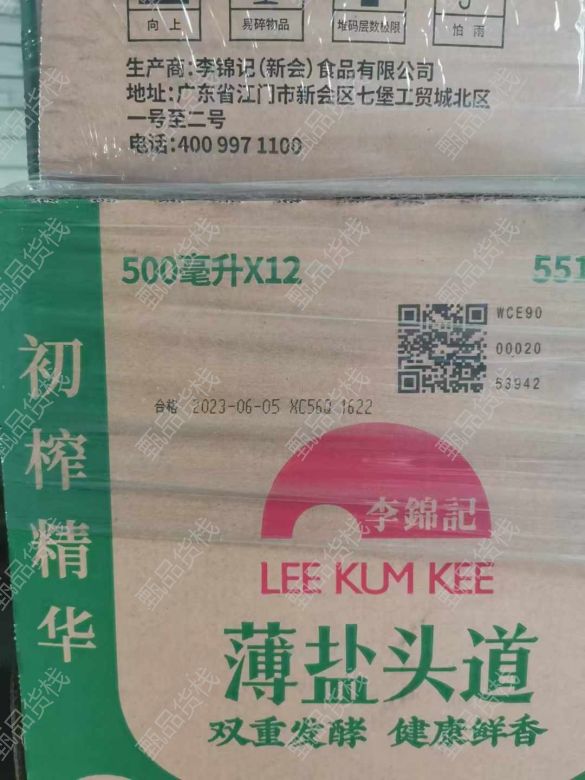 向上
易碎物品
堆码层数极限
怕雨
生产商:李锦记(新会)食品有限公司
地址:广东省江门市新会区七堡工贸城北区
一号至二号
电话:400 997 1100
500毫升X12
551
WCE90
00020
53942
合格 2023-06-05 XC56Q 1622
初榨精华
李錦記
LEE KUM KEE
薄盐头道
双重发酵 健康鲜香
甄品货栈